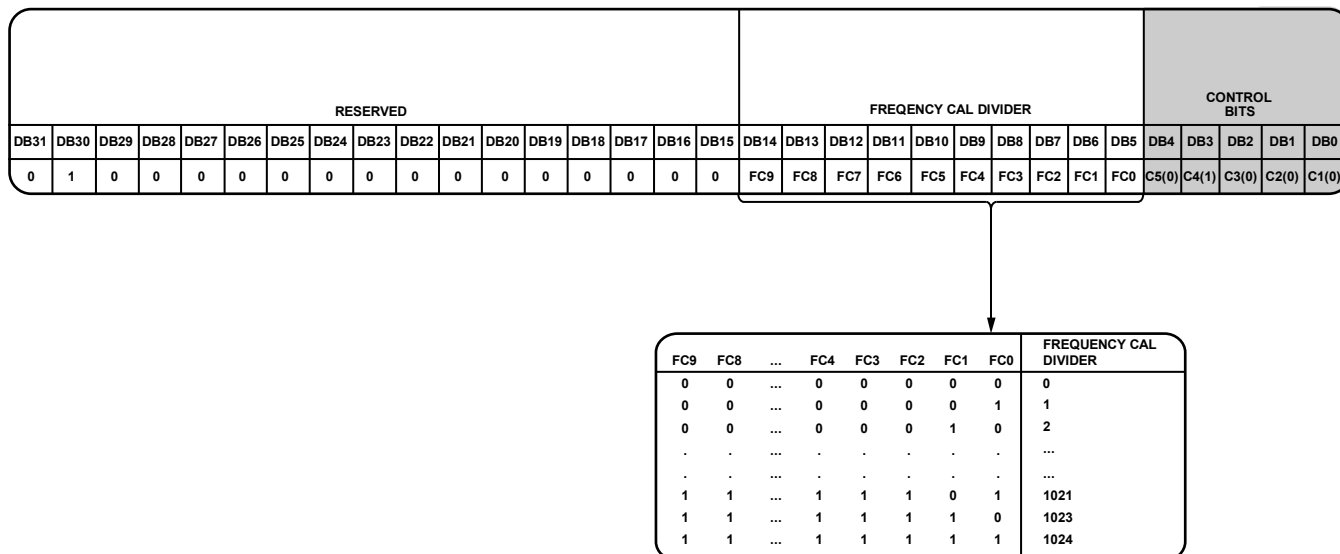 RESERVED
FREQENCY CAL DIVIDER
CONTROL
BITS
DB31 DB30 DB29 DB28 DB27 DB26 DB25 DB24 DB23 DB22 DB21 DB20 DB19 DB18 DB17 DB16 DB15 DB14 DB13 DB12 DB11 DB10 DB9 DB8 DB7 DB6 DB5 DB4 DB3 DB2 DB1 DB0
0 1 0 0 0 0 0 0 0 0 0 0 0 0 0 0 0 FC9 FC8 FC7 FC6 FC5 FC4 FC3 FC2 FC1 FC0 C5(0) C4(1) C3(0) C2(0) C1(0)
FREQUENCY CAL
FC9 FC8 ... FC4 FC3 FC2 FC1 FC0 DIVIDER
0 0 ... 0 0 0 0 0 0
0 0 ... 0 0 0 0 1 1
0 0 ... 0 0 0 1 0 2
. . ... . . . . . ...
. . ... . . . . . ...
1 1 ... 1 1 1 0 1 1021
1 1 ... 1 1 1 1 0 1023
1 1 ... 1 1 1 1 1 1024